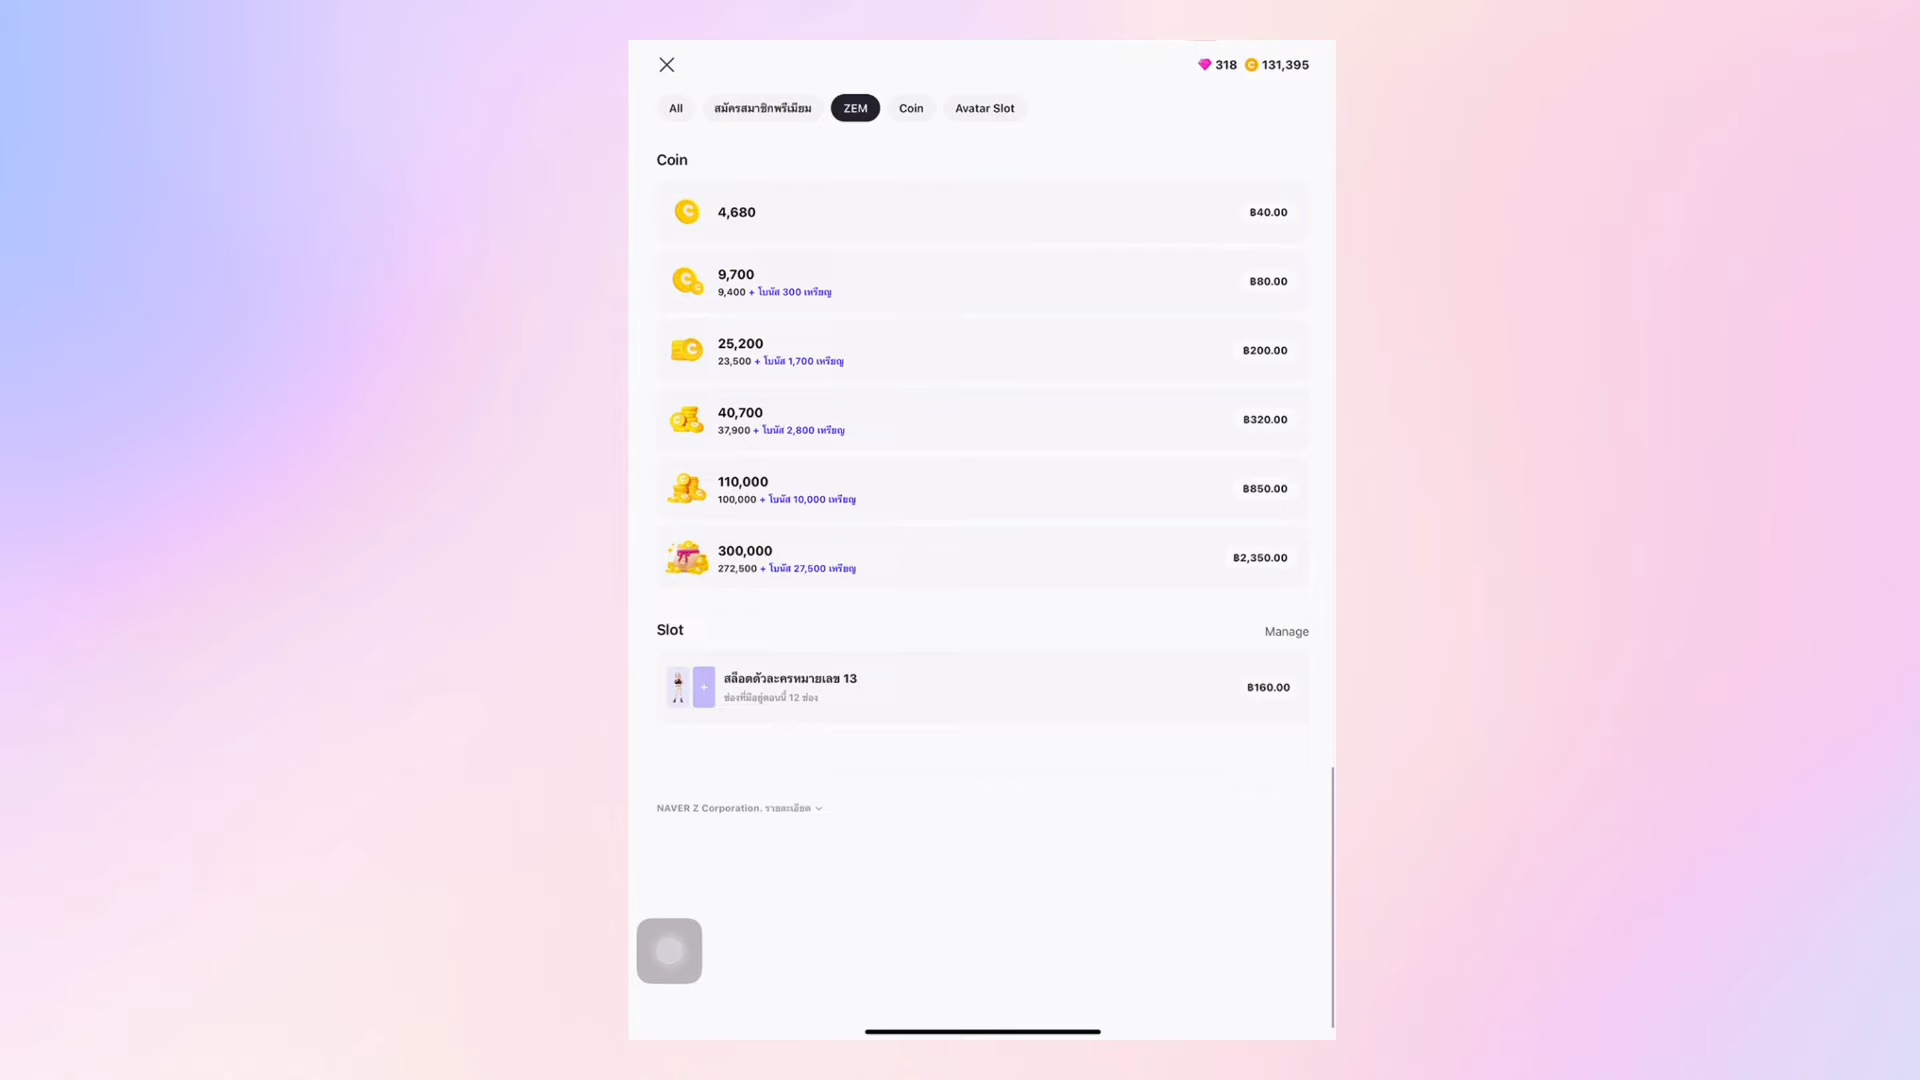 318 131,395
All สมัครสมาชิกพรีเมียม ZEM Coin Avatar Slot
Coin
4,680 ฿40.00
9,700
9,400 + โบนัส 300 เหรียญ ฿80.00
25,200
23,500 + โบนัส 1,700 เหรียญ ฿200.00
40,700
37,900 + โบนัส 2,800 เหรียญ ฿320.00
110,000
100,000 + โบนัส 10,000 เหรียญ ฿850.00
300,000
272,500 + โบนัส 27,500 เหรียญ ฿2,350.00
Slot Manage
สล็อตตัวละครหมายเลข 13
ช่องที่มีอยู่ตอนนี้ 12 ช่อง ฿160.00
NAVER Z Corporation. รายละเอียด